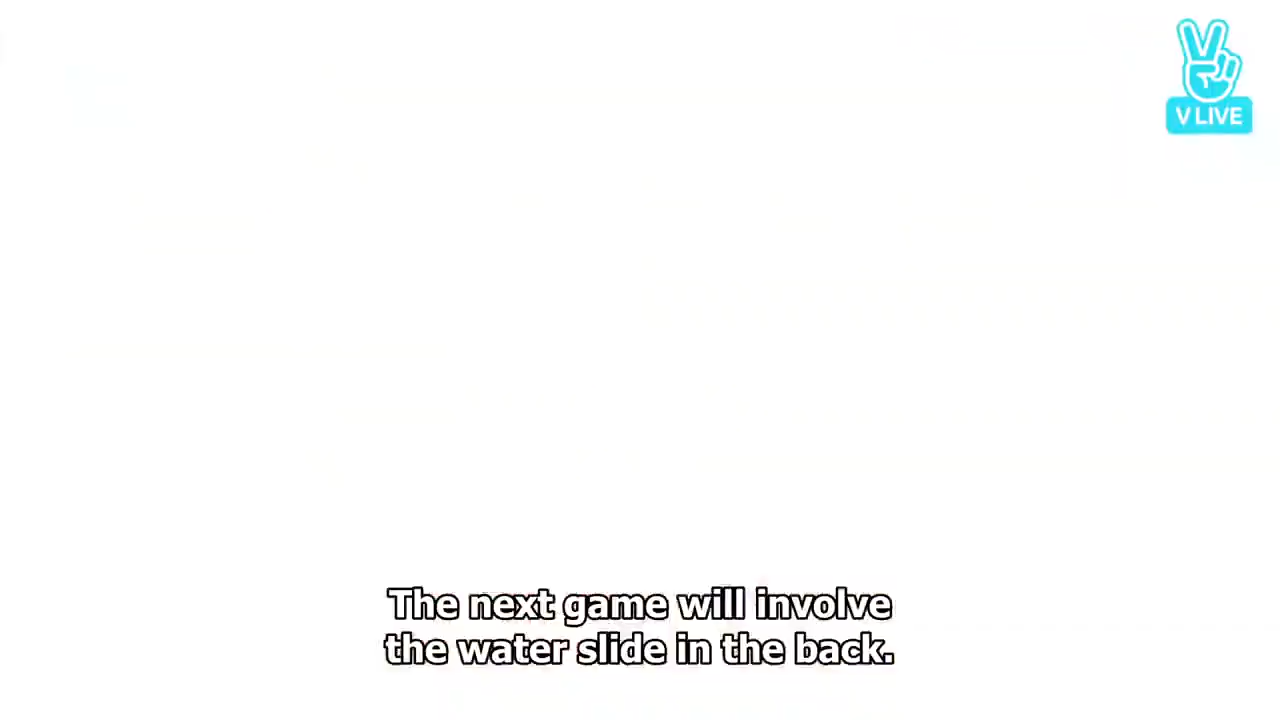 V LIVE
The next game will involve
the water slide in the back.